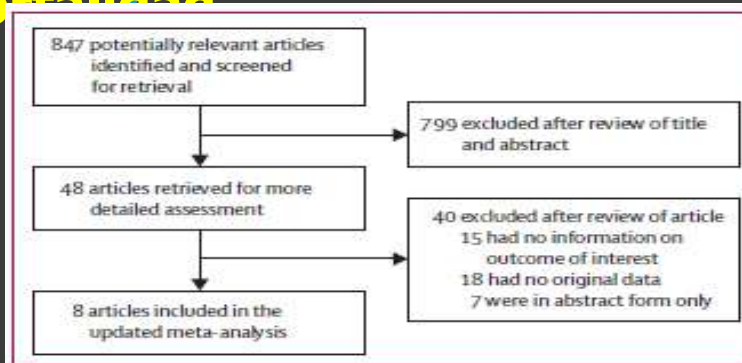 847 potentially relevant articles
identified and screened
for retrieval
799 excluded after review of title
and abstract
48 articles retrieved for more
detailed assessment
40 excluded after review of article
15 had no information on
outcome of interest
18 had no original data
7 were in abstract form only
8 articles included in the
updated meta-analysis